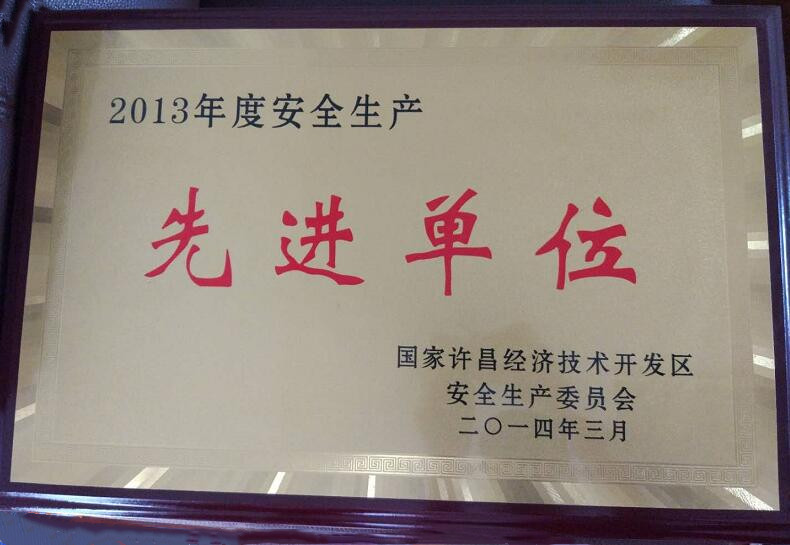 2013年度安全生产
先进单位
国家许昌经济技术开发区
安全生产委员会
二〇一四年三月